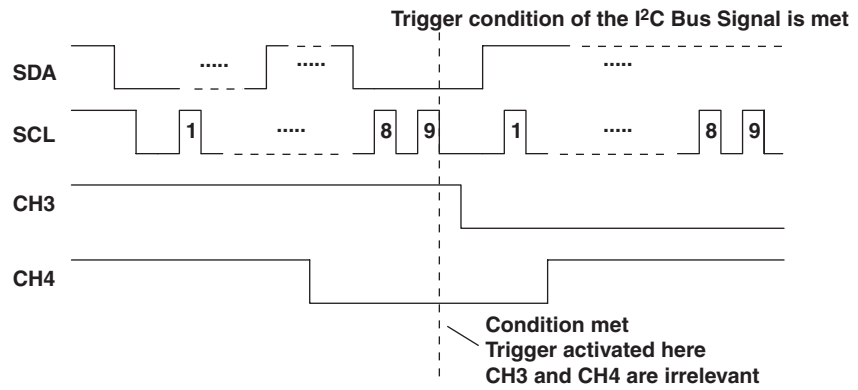 Trigger condition of the I²C Bus Signal is met
SDA ..... ..... .....
SCL 1 ..... 8 9 1 ..... 8 9
CH3
CH4
Condition met
Trigger activated here
CH3 and CH4 are irrelevant